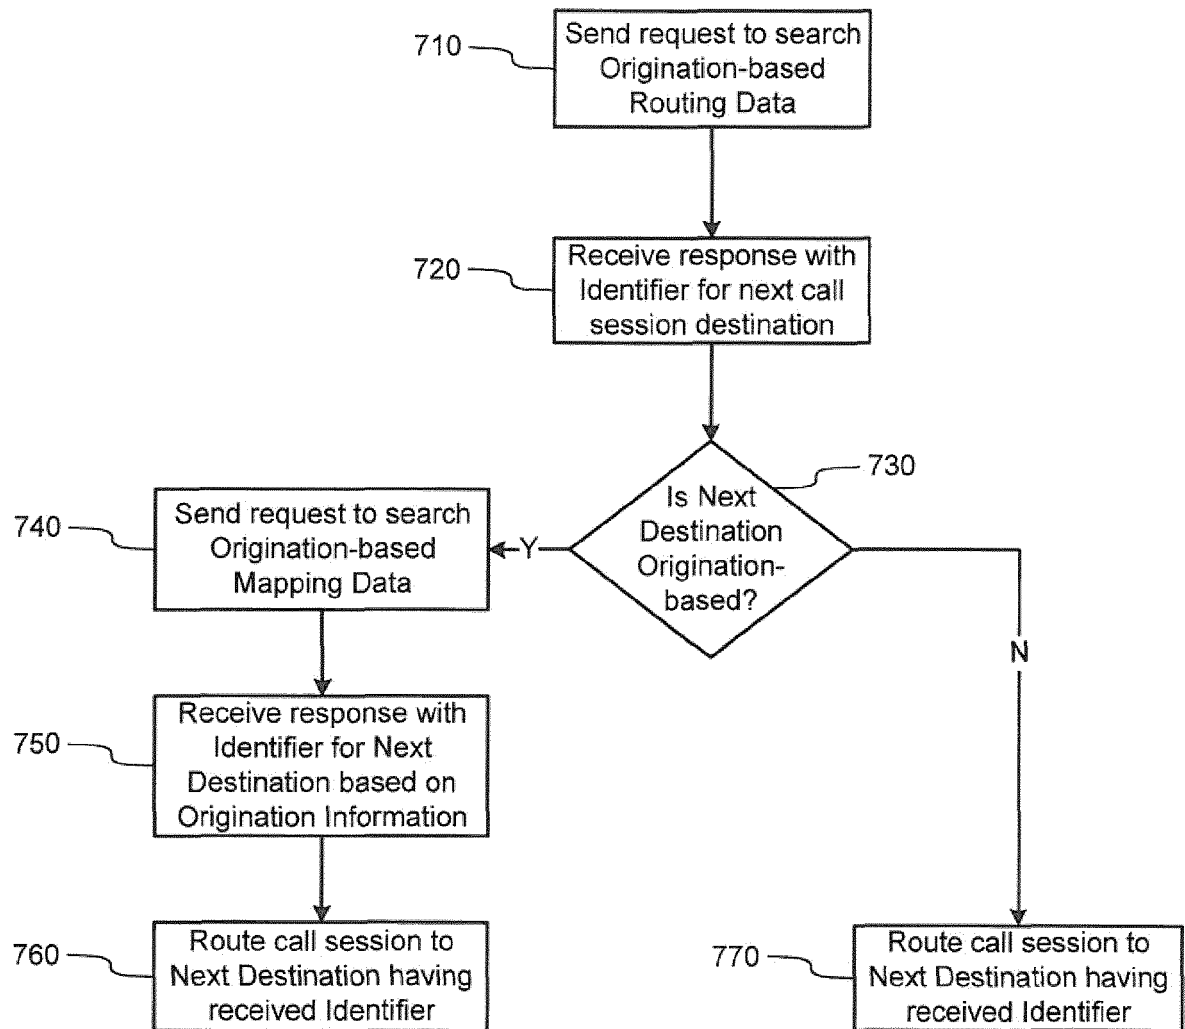 710
Send request to search
Origination-based
Routing Data
720
Receive response with
Identifier for next call
session destination
730
Is Next
Destination
Origination-
based?
Y
N
740
Send request to search
Origination-based
Mapping Data
750
Receive response with
Identifier for Next
Destination based on
Origination Information
760
Route call session to
Next Destination having
received Identifier
770
Route call session to
Next Destination having
received Identifier